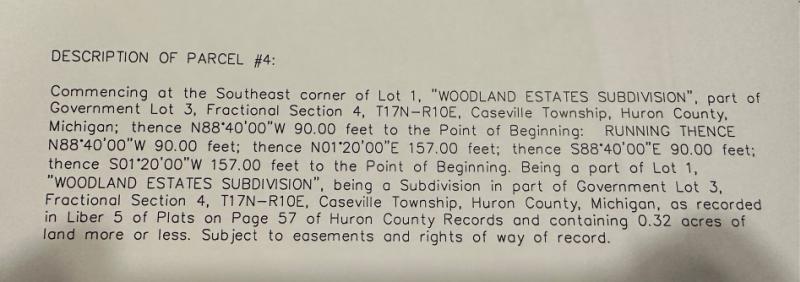 DESCRIPTION OF PARCEL #4:
Commencing at the Southeast corner of Lot 1, "WOODLAND ESTATES SUBDIVISION", part of
Government Lot 3, Fractional Section 4, T17N-R10E, Caseville Township, Huron County,
Michigan; thence N88°40'00"W 90.00 feet to the Point of Beginning: RUNNING THENCE
N88°40'00"W 90.00 feet; thence N01°20'00"E 157.00 feet; thence S88°40'00"E 90.00 feet;
thence S01°20'00"W 157.00 feet to the Point of Beginning. Being a part of Lot 1,
"WOODLAND ESTATES SUBDIVISION", being a Subdivision in part of Government Lot 3,
Fractional Section 4, T17N-R10E, Caseville Township, Huron County, Michigan, as recorded
in Liber 5 of Plats on Page 57 of Huron County Records and containing 0.32 acres of
land more or less. Subject to easements and rights of way of record.